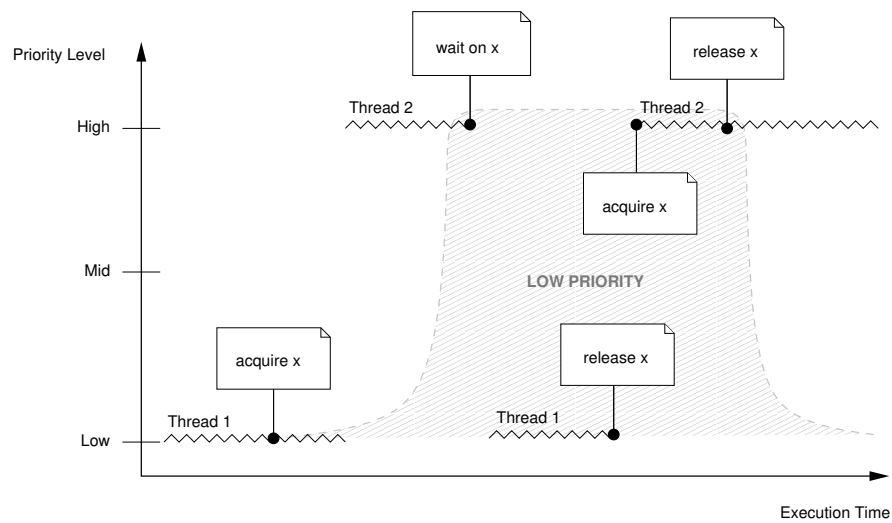 wait on x
release x
Priority Level
Thread 2
Thread 2
High
acquire x
Mid
LOW PRIORITY
acquire x
release x
Thread 1
Thread 1
Low
Execution Time